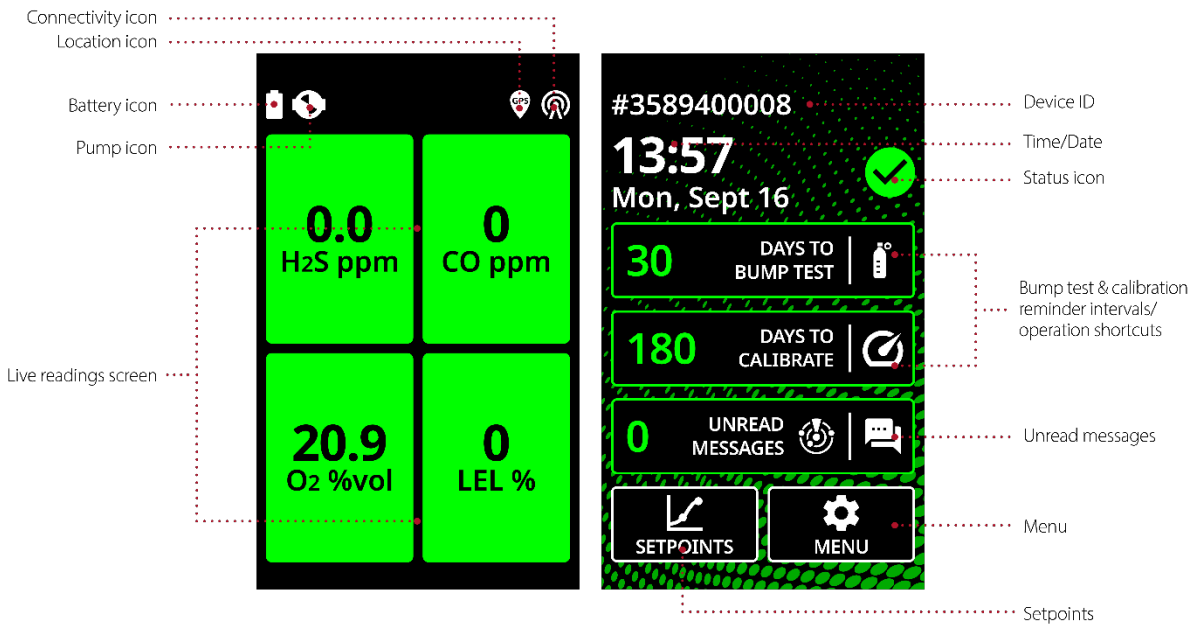 Connectivity icon
Location icon
Battery icon
Pump icon
Live readings screen
GPS
0.0
H2S ppm
0
CO ppm
20.9
O2 %vol
0
LEL %
#3589400008
13:57
Mon, Sept 16
30
DAYS TO
BUMP TEST
180
DAYS TO
CALIBRATE
0
UNREAD
MESSAGES
SETPOINTS
MENU
Device ID
Time/Date
Status icon
Bump test & calibration
reminder intervals/
operation shortcuts
Unread messages
Menu
Setpoints